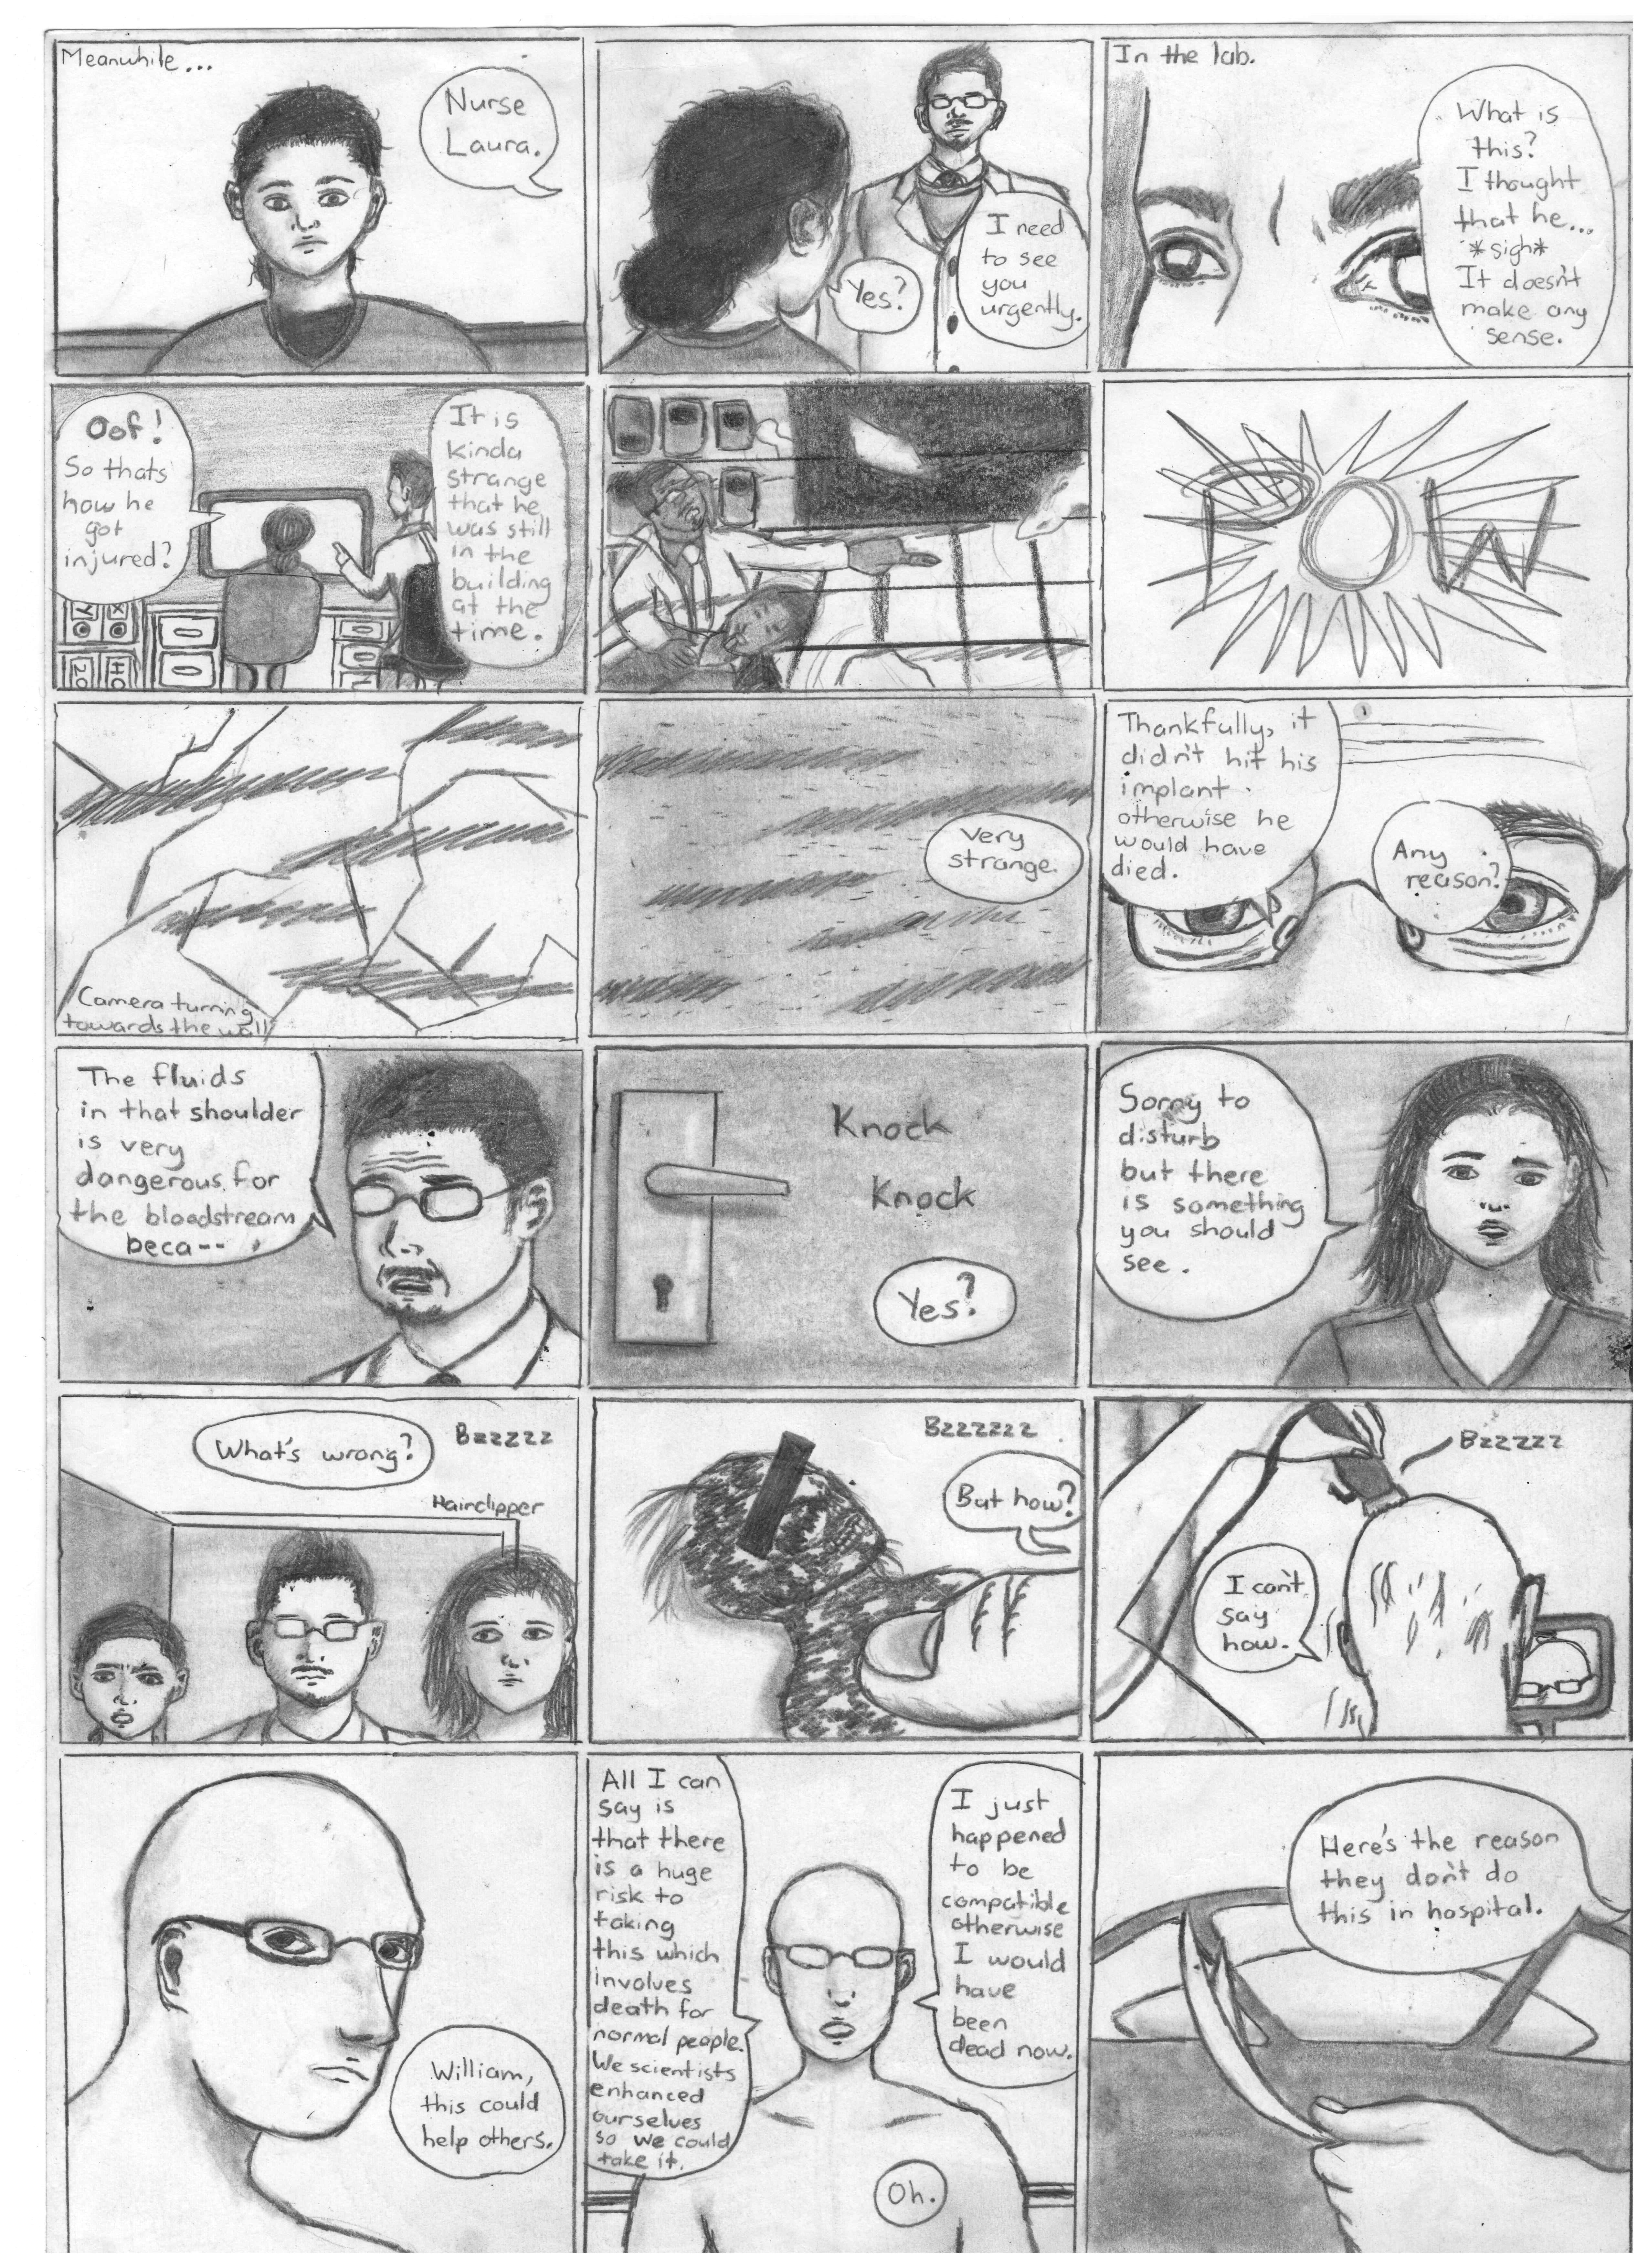 Meanwhile...
Nurse
Laura.
Yes?
I need
to see
you
urgently.
In the lab.
What is
this?
I thought
that he...
*sigh*
It doesn't
make any
sense.
Oof!
So thats
how he
got
injured?
It is
kinda
strange
that he
was still
in the
building
at the
time.
POW
Camera turning
towards the wall
Very
strange.
Thankfully, it
didn't hit his
implant
otherwise he
would have
died.
Any
reason?
The fluids
in that shoulder
is very
dangerous for
the bloodstream
beca--
Knock
Knock
Yes?
Sorry to
disturb
but there
is something
you should
see.
What's wrong?
Bzzzzz
Hairclipper
Bzzzzzz
But how?
Bzzzzz
I can't
say
how.
William,
this could
help others.
All I can
say is
that there
is a huge
risk to
taking
this which
involves
death for
normal people.
We scientists
enhanced
ourselves
so we could
take it.
I just
happened
to be
compatible
otherwise
I would
have
been
dead now.
Oh.
Here's the reason
they don't do
this in hospital.